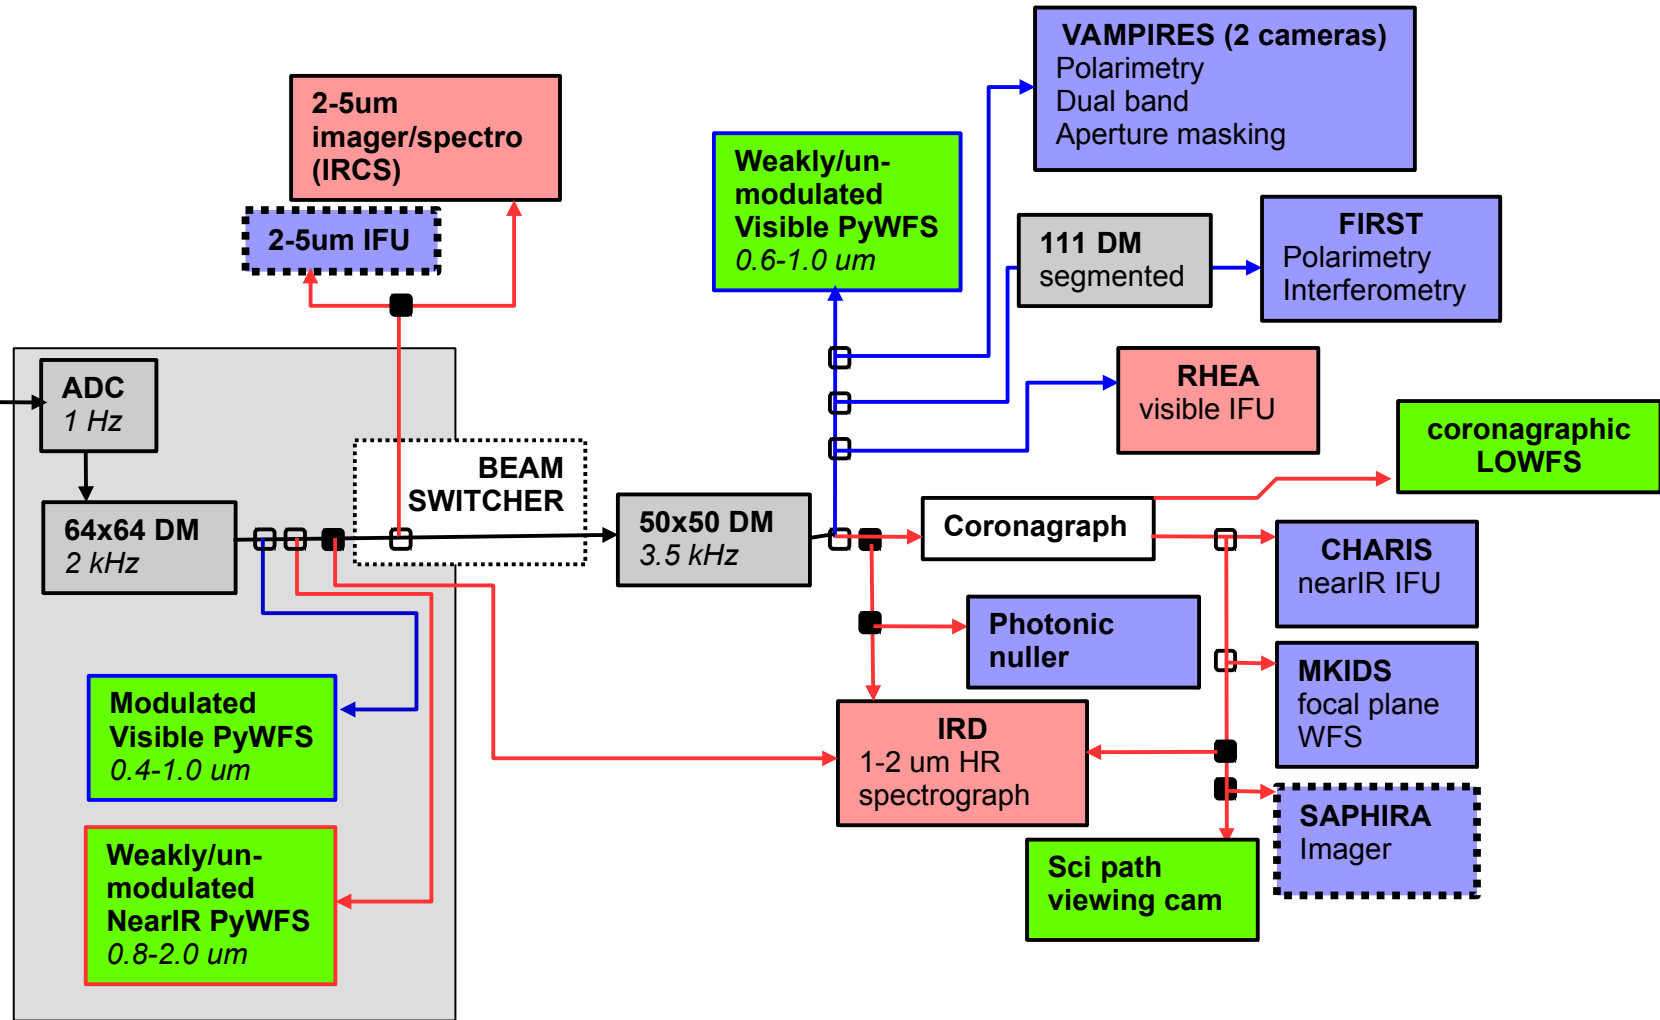 VAMPIRES (2 cameras)
Polarimetry
Dual band
Aperture masking
2-5um
imager/spectro
(IRCS)
2-5um IFU
Weakly/un-
modulated
Visible PyWFS
0.6-1.0 um
111 DM
segmented
FIRST
Polarimetry
Interferometry
ADC
1 Hz
RHEA
visible IFU
coronagraphic
LOWFS
BEAM
SWITCHER
64x64 DM
2 kHz
50x50 DM
3.5 kHz
Coronagraph
CHARIS
nearIR IFU
Photonic
nuller
MKIDS
focal plane
WFS
Modulated
Visible PyWFS
0.4-1.0 um
IRD
1-2 um HR
spectrograph
SAPHIRA
Imager
Weakly/un-
modulated
NearIR PyWFS
0.8-2.0 um
Sci path
viewing cam